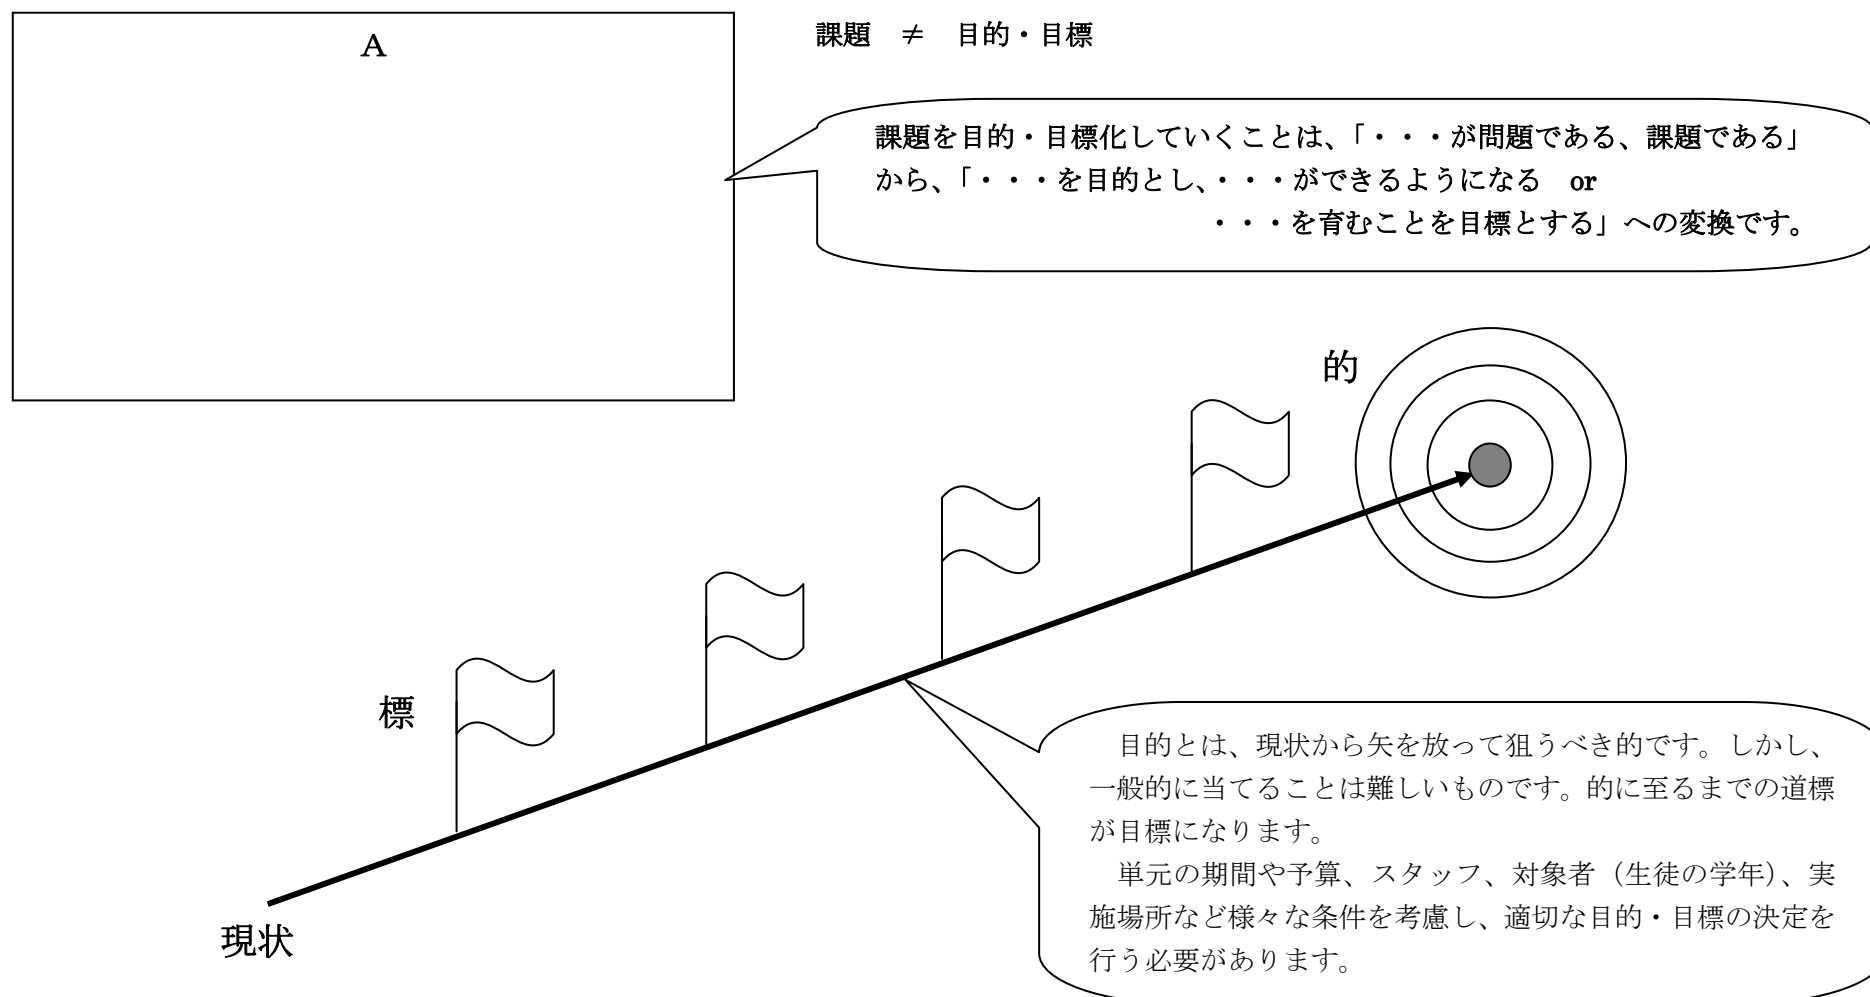 A
課題　≠　目的・目標
課題を目的・目標化していくことは、「・・・が問題である、課題である」
から、「・・・を目的とし、・・・ができるようになる　or
・・・を育むことを目標とする」への変換です。
的
標
現状
　目的とは、現状から矢を放って狙うべき的です。しかし、
一般的に当てることは難しいものです。的に至るまでの道標
が目標になります。
　単元の期間や予算、スタッフ、対象者（生徒の学年）、実
施場所など様々な条件を考慮し、適切な目的・目標の決定を
行う必要があります。